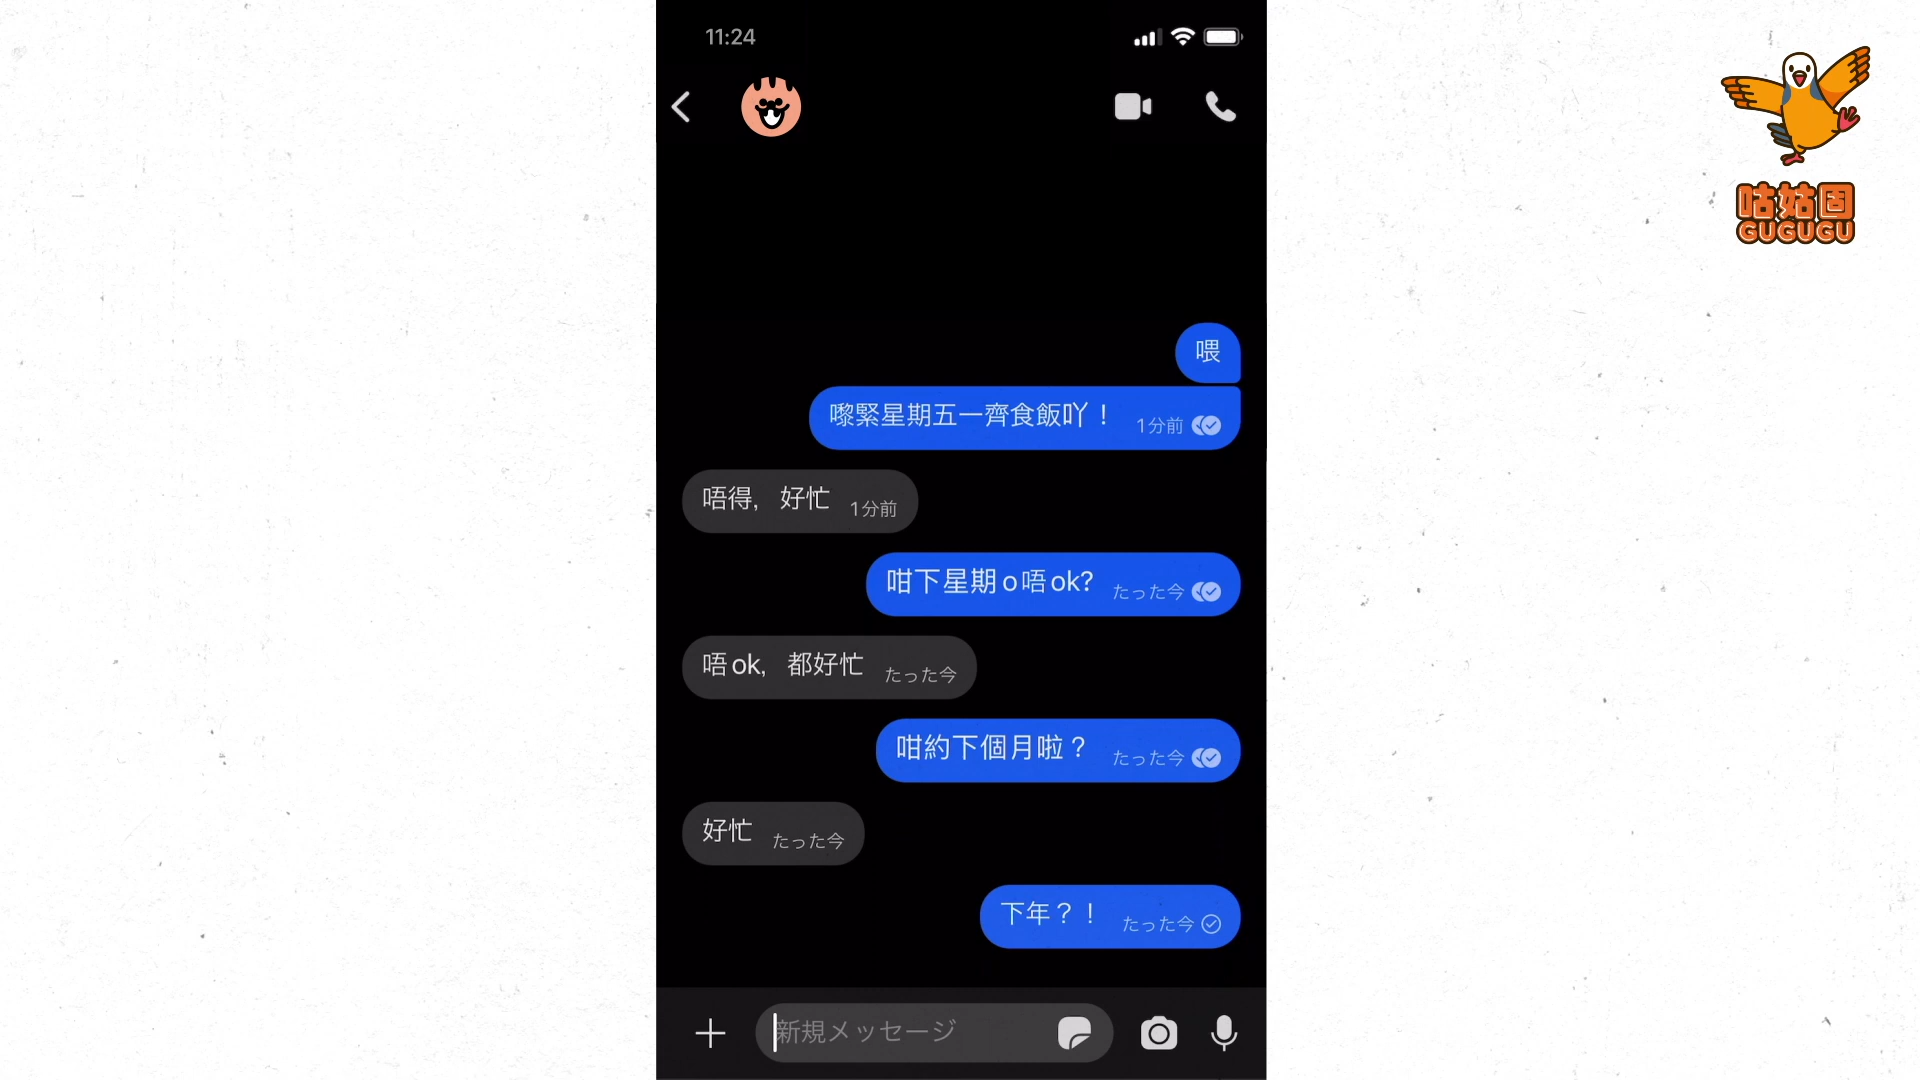 11:24
咕姑固
GUGUGU
喂
嚟緊星期五一齊食飯吖！ 1分前
唔得， 好忙 1分前
咁下星期o唔ok? たった今
唔ok， 都好忙 たった今
咁約下個月啦？ たった今
好忙 たった今
下年？！ たった今
新規メッセージ